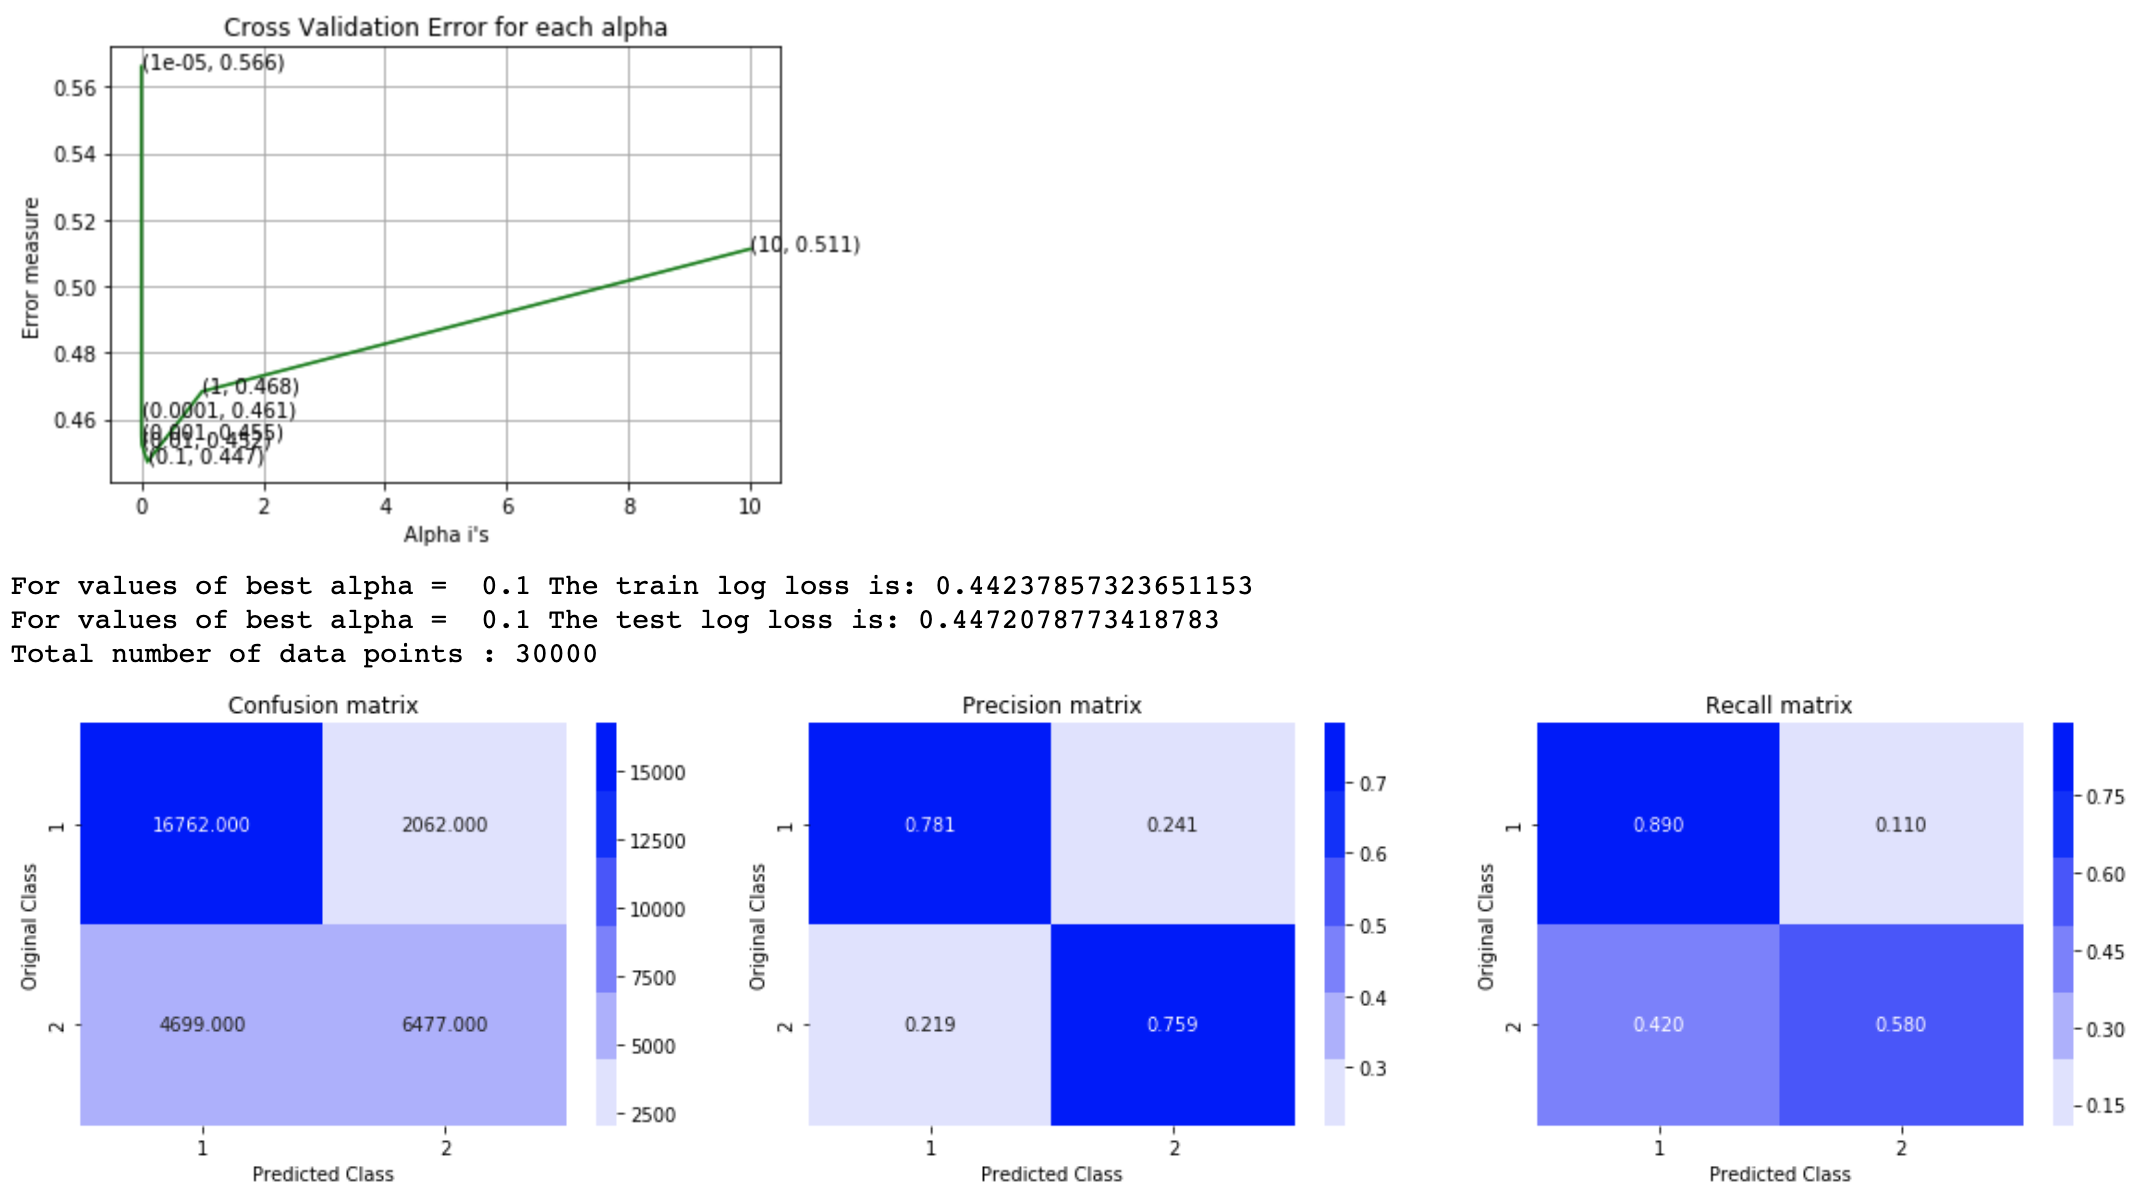 Cross Validation Error for each alpha
(1e-05, 0.566)
0.56
0.54
0.52
(10, 0.511)
0.50
0.48
(1, 0.468)
(0.0001, 0.461)
0.46
(0.001, 0.455)
(0.01, 0.452)
(0.1, 0.447)
Error measure
0 2 4 6 8 10
Alpha i's
For values of best alpha =  0.1 The train log loss is: 0.44237857323651153
For values of best alpha =  0.1 The test log loss is: 0.4472078773418783
Total number of data points : 30000
Confusion matrix
Original Class
1
2
16762.000 2062.000
4699.000 6477.000
1 2
Predicted Class
15000
12500
10000
7500
5000
2500
Precision matrix
Original Class
1
2
0.781 0.241
0.219 0.759
1 2
Predicted Class
0.7
0.6
0.5
0.4
0.3
Recall matrix
Original Class
1
2
0.890 0.110
0.420 0.580
1 2
Predicted Class
0.75
0.60
0.45
0.30
0.15